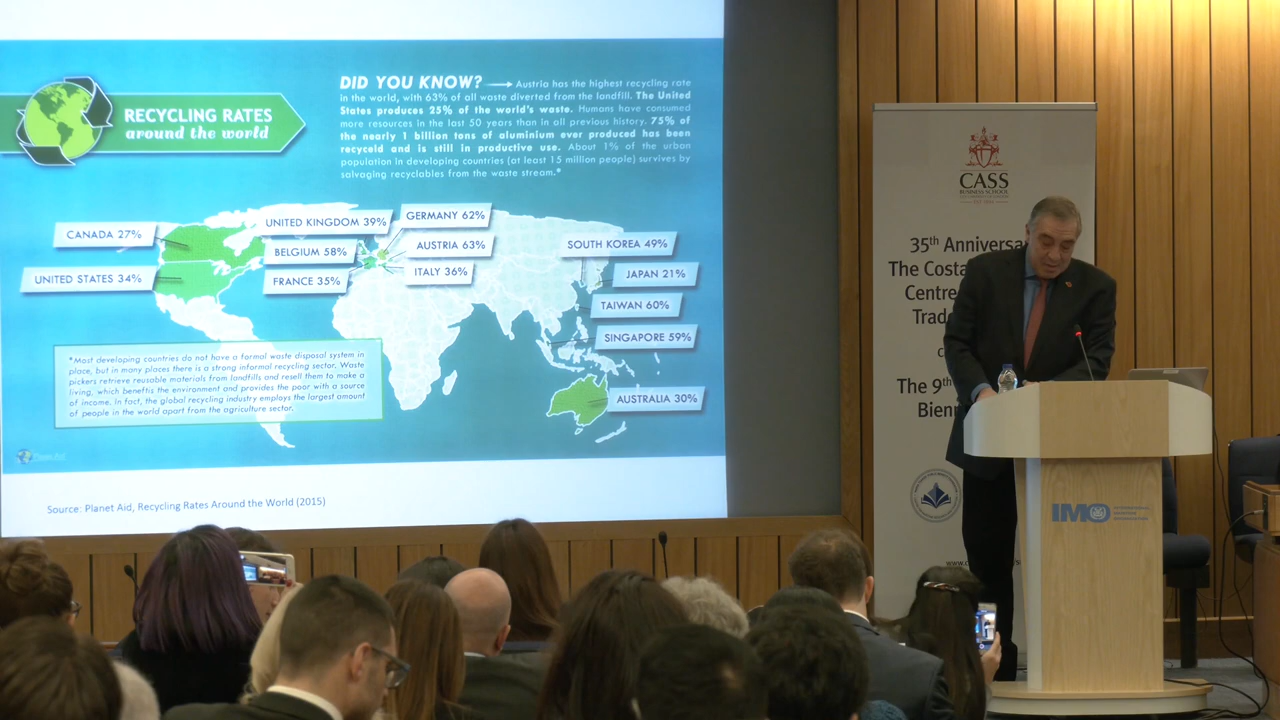 RECYCLING RATES
around the world
DID YOU KNOW? Austria has the highest recycling rate
in the world, with 63% of all waste diverted from the landfill. The United
States produces 25% of the world's waste. Humans have consumed
more resources in the last 50 years than in all previous history. 75% of
the nearly 1 billion tons of aluminium ever produced has been
recycled and is still in productive use. About 1% of the urban
population in developing countries (at least 15 million people) survives by
salvaging recyclables from the waste stream.*
CANADA 27%
UNITED STATES 34%
UNITED KINGDOM 39%
BELGIUM 58%
FRANCE 35%
GERMANY 62%
AUSTRIA 63%
ITALY 36%
SOUTH KOREA 49%
JAPAN 21%
TAIWAN 60%
SINGAPORE 59%
AUSTRALIA 30%
*Most developing countries do not have a formal waste disposal system in
place, but in many places there is a strong informal recycling sector. Waste
pickers retrieve reusable materials from landfills and resell them to make a
living, which benefits the environment and provides the poor with a source
of income. In fact, the global recycling industry employs the largest amount
of people in the world apart from the agriculture sector.
Planet Aid
Source: Planet Aid, Recycling Rates Around the World (2015)
CASS
BUSINESS SCHOOL
35th Anniversa
The Costa
Centre
Trad
The 9th
Bienn
IMO
INTERNATIONAL
MARITIME
ORGANIZATION